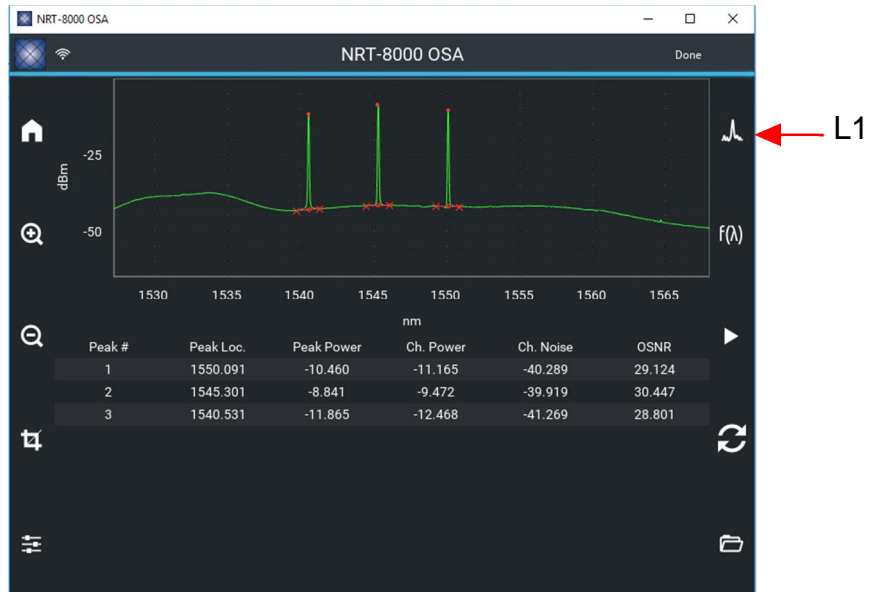 NRT-8000 OSA
NRT-8000 OSA Done
L1
-25
dBm
-50
f(λ)
1530 1535 1540 1545 1550 1555 1560 1565
nm
Peak # Peak Loc. Peak Power Ch. Power Ch. Noise OSNR
1 1550.091 -10.460 -11.165 -40.289 29.124
2 1545.301 -8.841 -9.472 -39.919 30.447
3 1540.531 -11.865 -12.468 -41.269 28.801